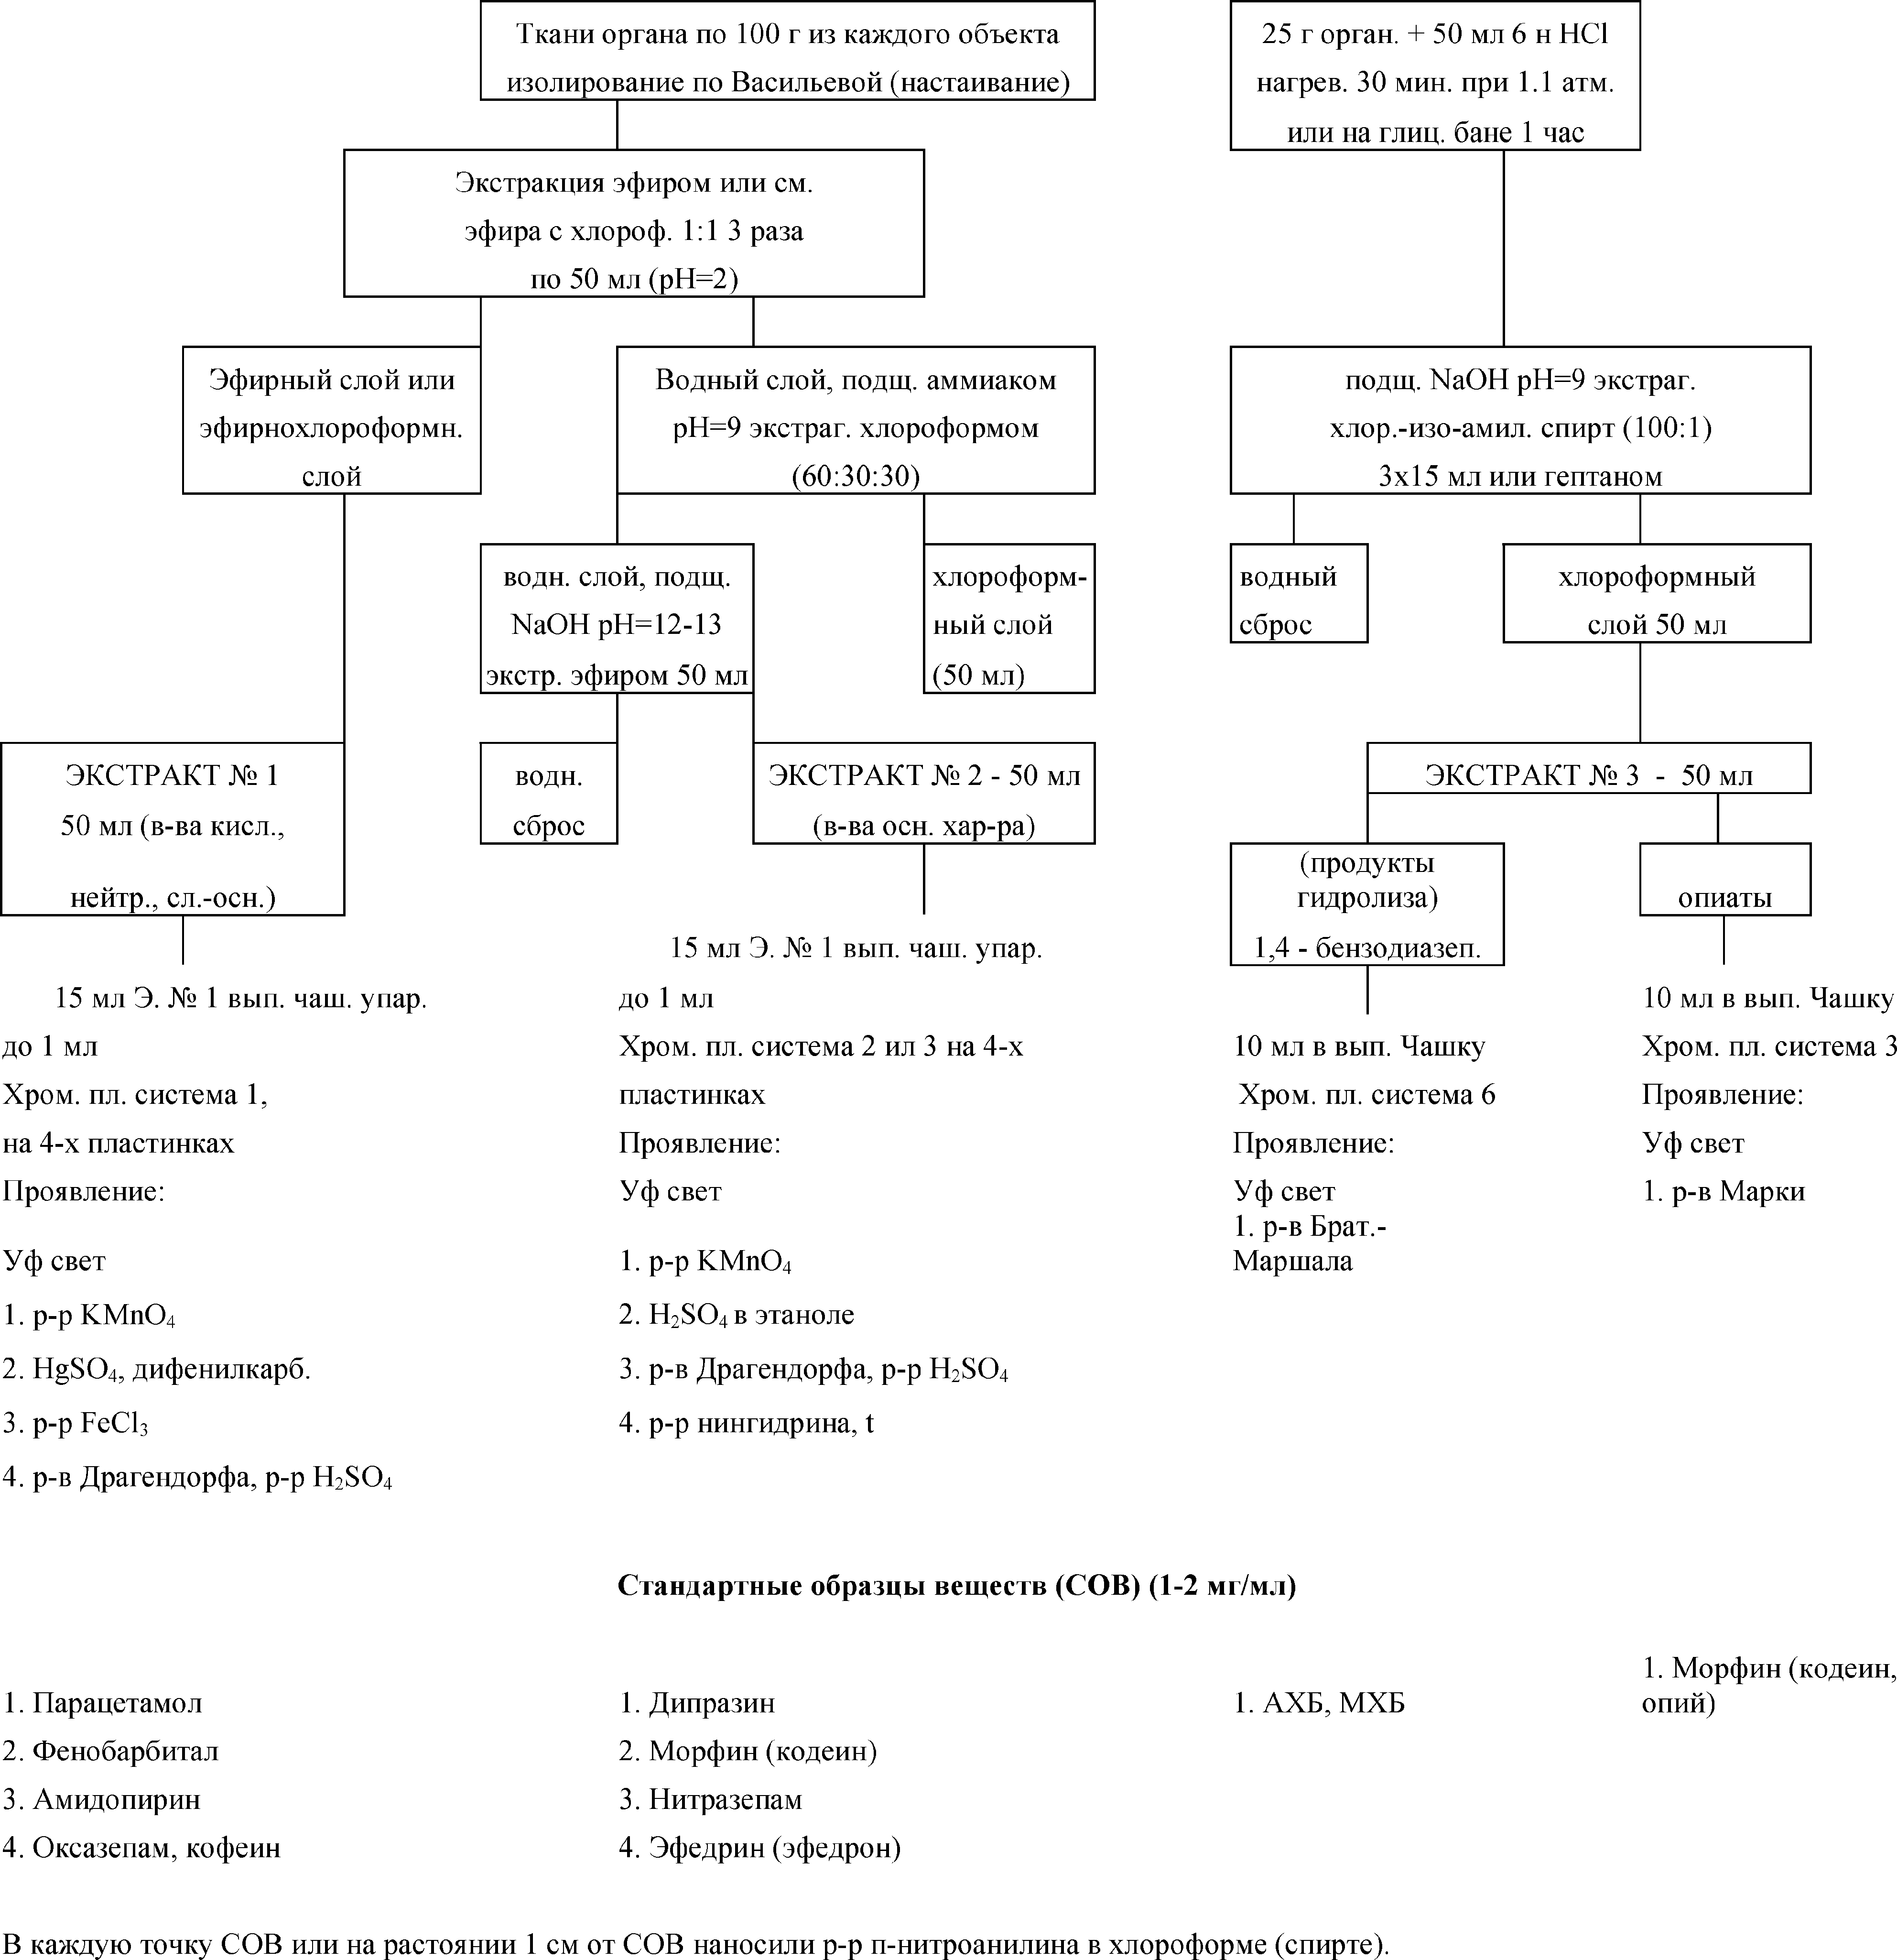 Ткани органа по 100 г из каждого объекта
изолирование по Васильевой (настаивание)
25 г орган. + 50 мл 6 н HCl
нагрев. 30 мин. при 1.1 атм.
или на глиц. бане 1 час
Экстракция эфиром или см.
эфира с хлороф. 1:1 3 раза
по 50 мл (pH=2)
Эфирный слой или
эфирнохлороформн.
слой
Водный слой, подщ. аммиаком
pH=9 экстраг. хлороформом
(60:30:30)
подщ. NaOH pH=9 экстраг.
хлор.-изо-амил. спирт (100:1)
3х15 мл или гептаном
водн. слой, подщ.
NaOH pH=12-13
экстр. эфиром 50 мл
хлороформ-
ный слой
(50 мл)
водный
сброс
хлороформный
слой 50 мл
ЭКСТРАКТ № 1
50 мл (в-ва кисл.,
нейтр., сл.-осн.)
водн.
сброс
ЭКСТРАКТ № 2 - 50 мл
(в-ва осн. хар-ра)
ЭКСТРАКТ № 3 - 50 мл
(продукты
гидролиза)
1,4 - бензодиазеп.
опиаты
15 мл Э. № 1 вып. чаш. упар.
до 1 мл
Хром. пл. система 1,
на 4-х пластинках
Проявление:
Уф свет
1. р-р KMnO4
2. HgSO4, дифенилкарб.
3. р-р FeCl3
4. р-в Драгендорфа, р-р H2SO4
15 мл Э. № 1 вып. чаш. упар.
до 1 мл
Хром. пл. система 2 ил 3 на 4-х
пластинках
Проявление:
Уф свет
1. р-р KMnO4
2. H2SO4 в этаноле
3. р-в Драгендорфа, р-р H2SO4
4. р-р нингидрина, t
10 мл в вып. Чашку
Хром. пл. система 6
Проявление:
Уф свет
1. р-в Брат.-
Маршала
10 мл в вып. Чашку
Хром. пл. система 3
Проявление:
Уф свет
1. р-в Марки
Стандартные образцы веществ (СОВ) (1-2 мг/мл)
1. Парацетамол
2. Фенобарбитал
3. Амидопирин
4. Оксазепам, кофеин
1. Дипразин
2. Морфин (кодеин)
3. Нитразепам
4. Эфедрин (эфедрон)
1. АХБ, МХБ
1. Морфин (кодеин,
опий)
В каждую точку СОВ или на растоянии 1 см от СОВ наносили р-р п-нитроанилина в хлороформе (спирте).